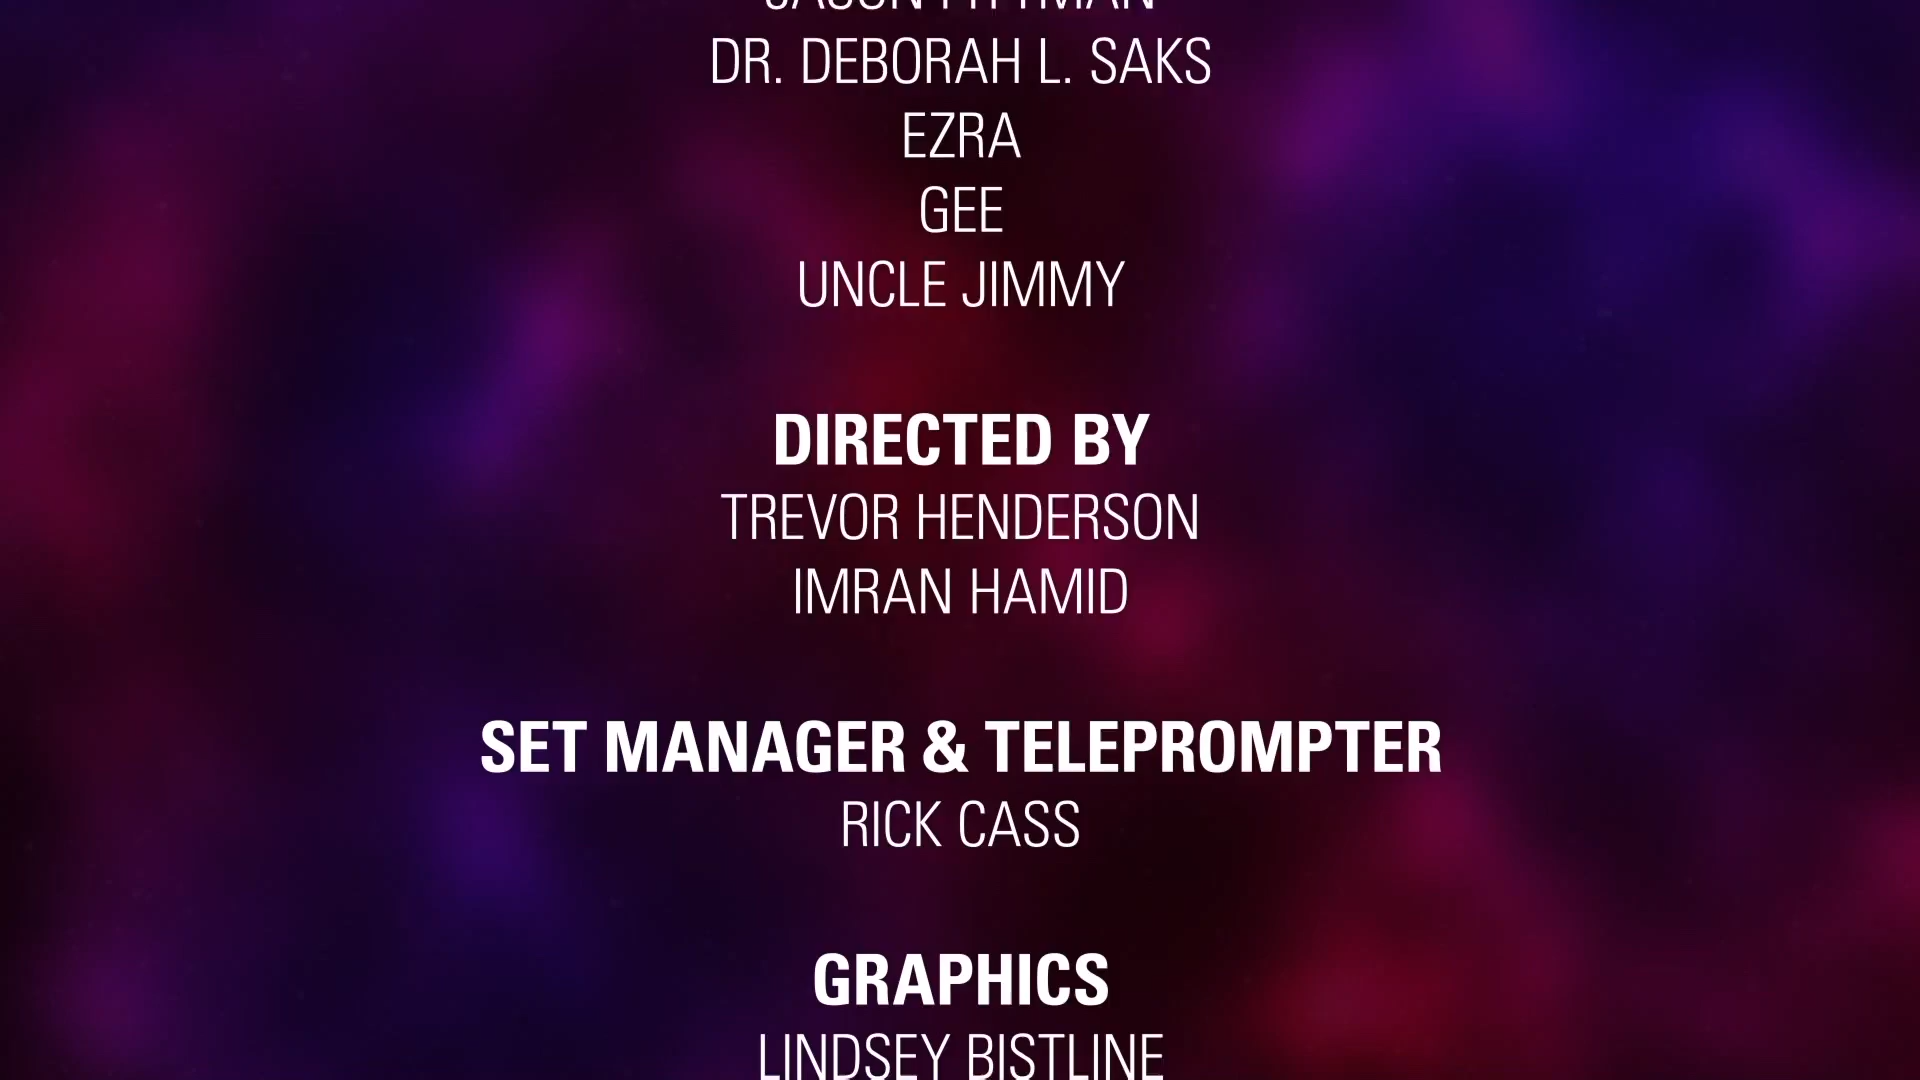 DR. DEBORAH L. SAKS
EZRA
GEE
UNCLE JIMMY
DIRECTED BY
TREVOR HENDERSON
IMRAN HAMID
SET MANAGER & TELEPROMPTER
RICK CASS
GRAPHICS
LINDSEY BISTLINE